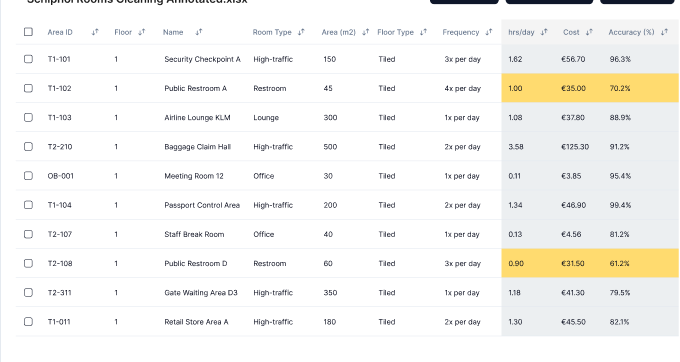 Schiphol Rooms Cleaning Annotated.xlsx
Area ID Floor Name Room Type Area (m2) Floor Type Frequency hrs/day Cost Accuracy (%)
T1-101 1 Security Checkpoint A High-traffic 150 Tiled 3x per day 1.62 €56.70 96.3%
T1-102 1 Public Restroom A Restroom 45 Tiled 4x per day 1.00 €35.00 70.2%
T1-103 1 Airline Lounge KLM Lounge 300 Tiled 1x per day 1.08 €37.80 88.9%
T2-210 1 Baggage Claim Hall High-traffic 500 Tiled 2x per day 3.58 €125.30 91.2%
OB-001 1 Meeting Room 12 Office 30 Tiled 1x per day 0.11 €3.85 95.4%
T1-104 1 Passport Control Area High-traffic 200 Tiled 2x per day 1.34 €46.90 99.4%
T2-107 1 Staff Break Room Office 40 Tiled 1x per day 0.13 €4.56 81.2%
T2-108 1 Public Restroom D Restroom 60 Tiled 3x per day 0.90 €31.50 61.2%
T2-311 1 Gate Waiting Area D3 High-traffic 350 Tiled 1x per day 1.18 €41.30 79.5%
T1-011 1 Retail Store Area A High-traffic 180 Tiled 2x per day 1.30 €45.50 82.1%